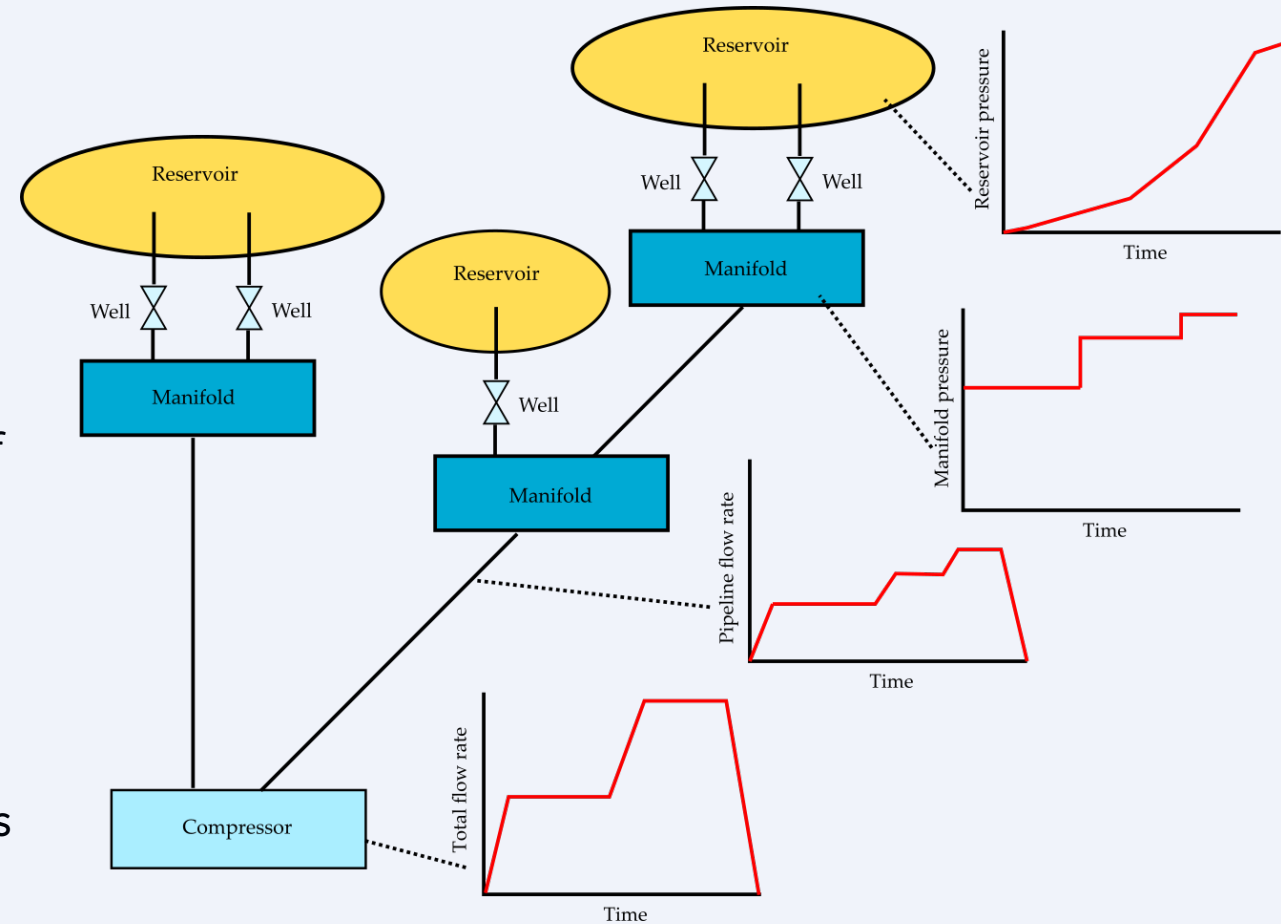 Reservoir
Well
Well
Manifold
Reservoir pressure
Time
Reservoir
Well
Well
Manifold
Reservoir
Well
Manifold
Manifold pressure
Time
Pipeline flow rate
Time
Compressor
Total flow rate
Time
s